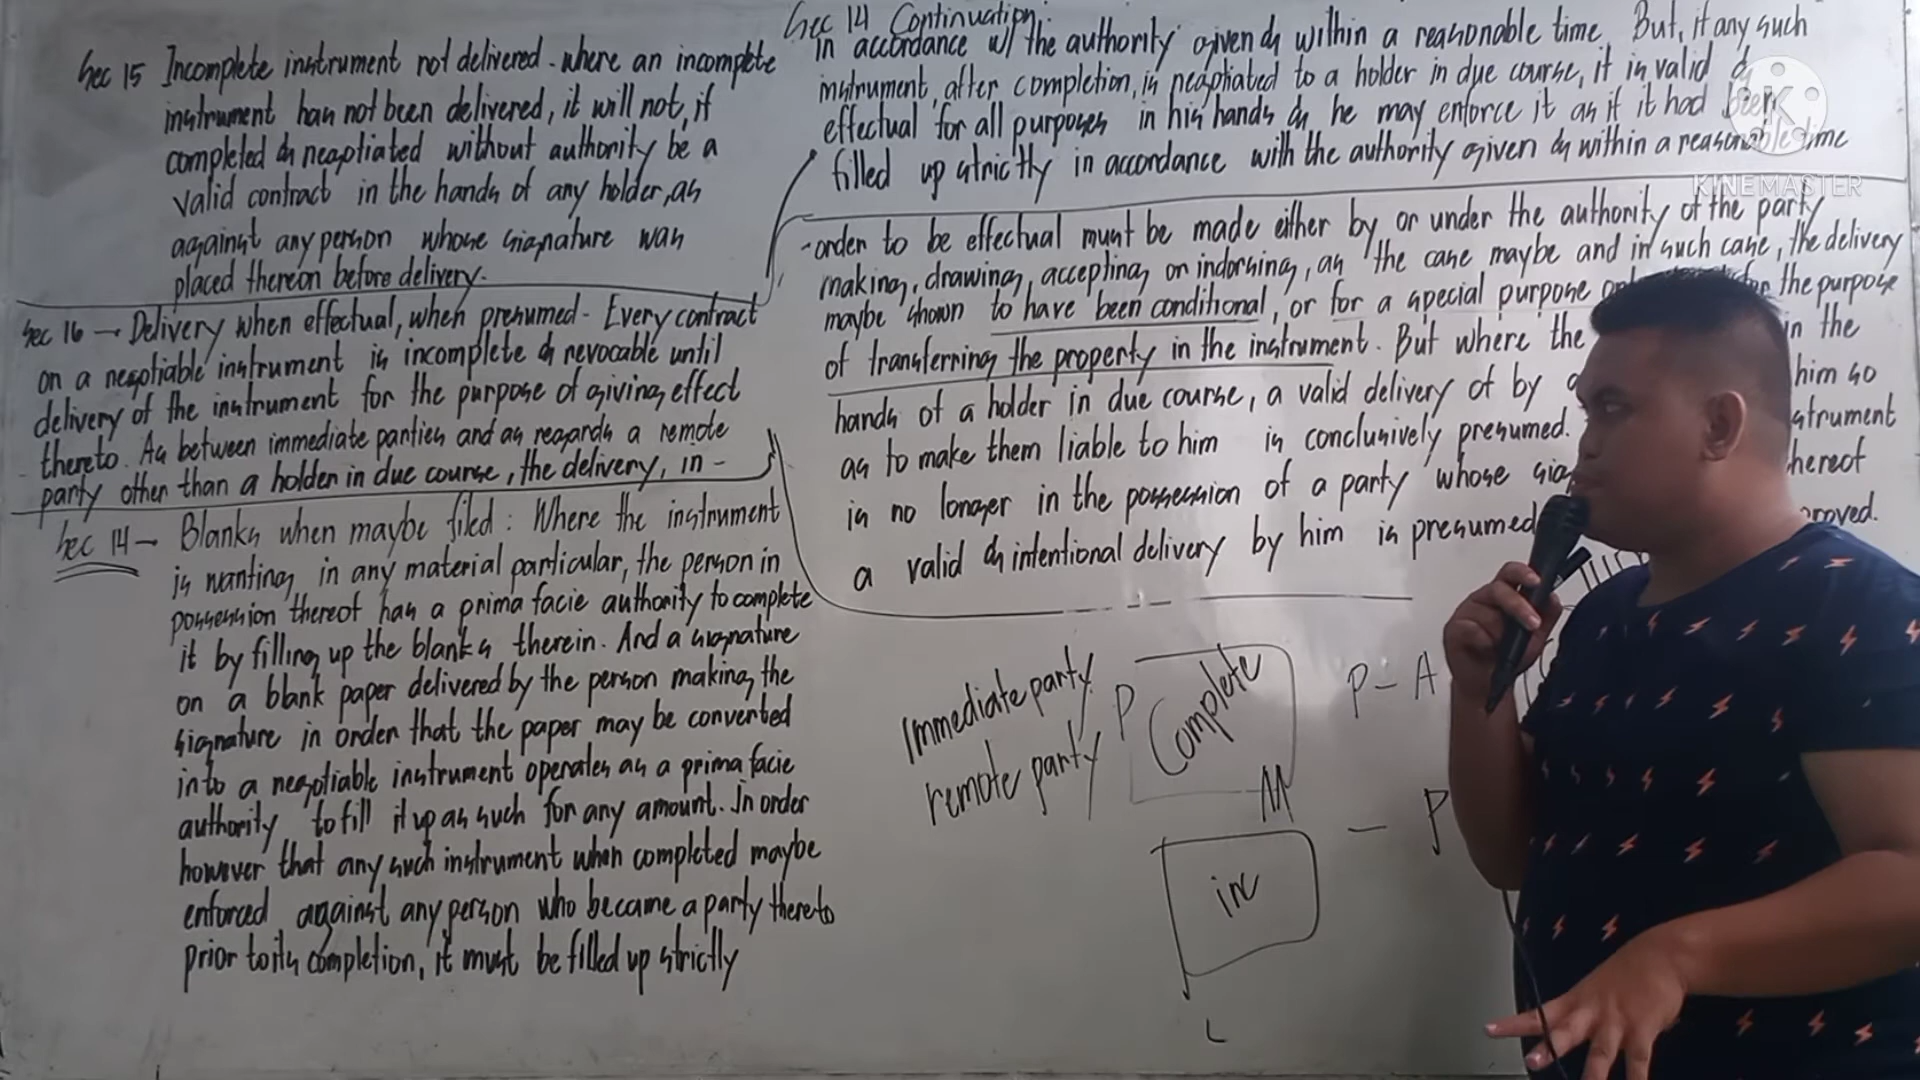 Sec 15 Incomplete instrument not delivered - where an incomplete
instrument has not been delivered, it will not, if
completed & negotiated without authority be a
valid contract in the hands of any holder, as
against any person whose signature was
placed thereon before delivery.
Sec 16 → Delivery when effectual, when presumed - Every contract
on a negotiable instrument is incomplete & revocable until
delivery of the instrument for the purpose of giving effect
thereto. As between immediate parties and as regards a remote
party other than a holder in due course, the delivery, in -
Sec 14 - Blanks when maybe filed : Where the instrument
is wanting in any material particular, the person in
possession thereof has a prima facie authority to complete
it by filling up the blanks therein. And a signature
on a blank paper delivered by the person making the
signature in order that the paper may be converted
into a negotiable instrument operates as a prima facie
authority to fill it up as such for any amount. In order
however that any such instrument when completed maybe
enforced against any person who became a party thereto
prior to its completion, it must be filled up strictly
Sec 14 Continuation
in accordance w/ the authority given & within a reasonable time But, if any such
instrument, after completion, is negotiated to a holder in due course, it is valid &
effectual for all purposes in his hands & he may enforce it as if it had been
filled up strictly in accordance with the authority given & within a reasonable time
KINEMASTER
-order to be effectual must be made either by or under the authority of the party
making, drawing, accepting or indorsing, as the case maybe and in such case, the delivery
maybe shown to have been conditional, or for a special purpose the purpose
of transferring the property in the instrument. But where the in the
hands of a holder in due course, a valid delivery of by him so
as to make them liable to him is conclusively presumed. instrument
is no longer in the possession of a party whose hereof
a valid & intentional delivery by him is presumed proved.
Immediate party
remote party
P
Complete
M
P - A
inc
- P
L